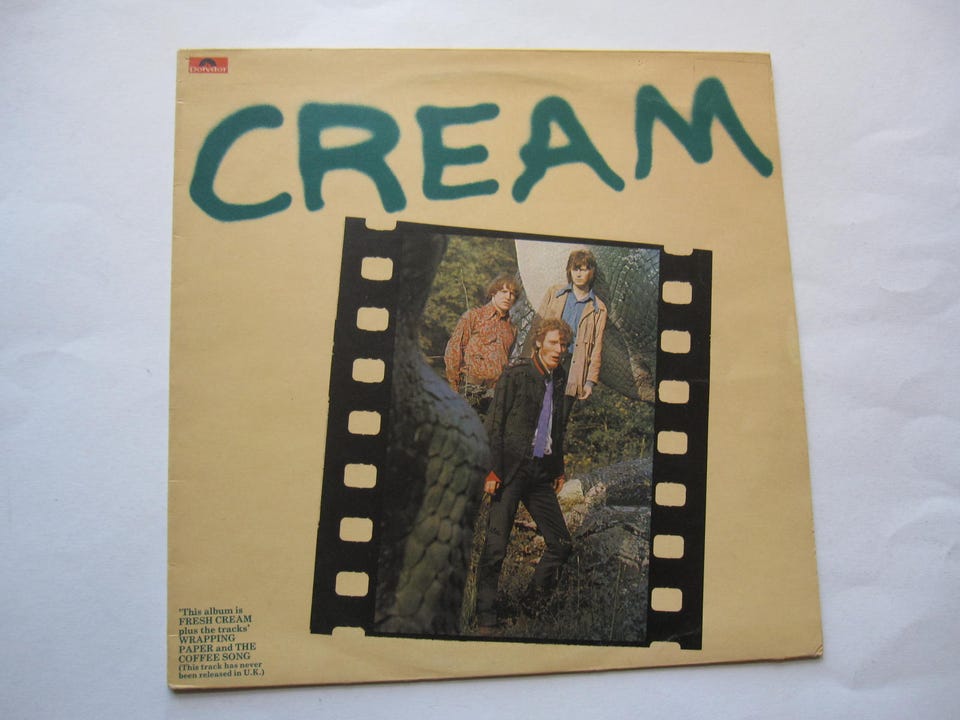 Polydor
CREAM
'This album is
FRESH CREAM
plus the tracks'
WRAPPING
PAPER and THE
COFFEE SONG
(This track has never
been released in U.K.)